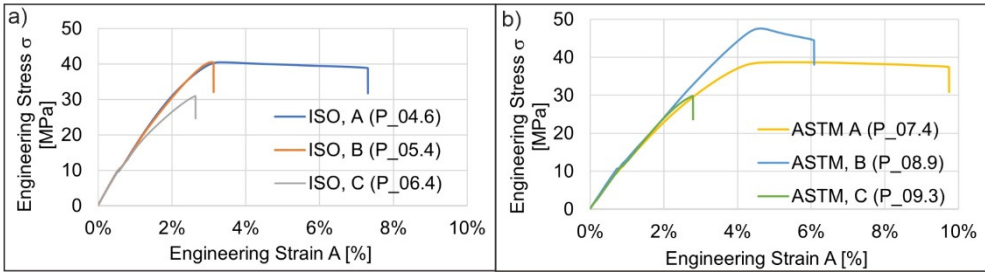 a)
Engineering Stress σ
[MPa]
50
40
30
20
10
0
0% 2% 4% 6% 8% 10%
Engineering Strain A [%]
ISO, A (P_04.6)
ISO, B (P_05.4)
ISO, C (P_06.4)
b)
Engineering Stress σ
[MPa]
50
40
30
20
10
0
0% 2% 4% 6% 8% 10%
Engineering Strain A [%]
ASTM A (P_07.4)
ASTM, B (P_08.9)
ASTM, C (P_09.3)